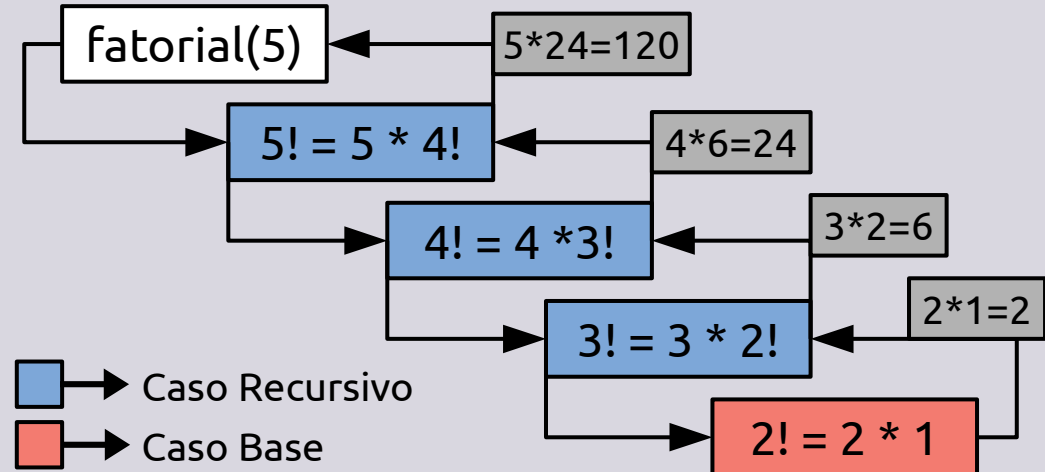 fatorial(5)
5*24=120
5! = 5 * 4!
4*6=24
4! = 4 *3!
3*2=6
3! = 3 * 2!
2*1=2
2! = 2 * 1
Caso Recursivo
Caso Base